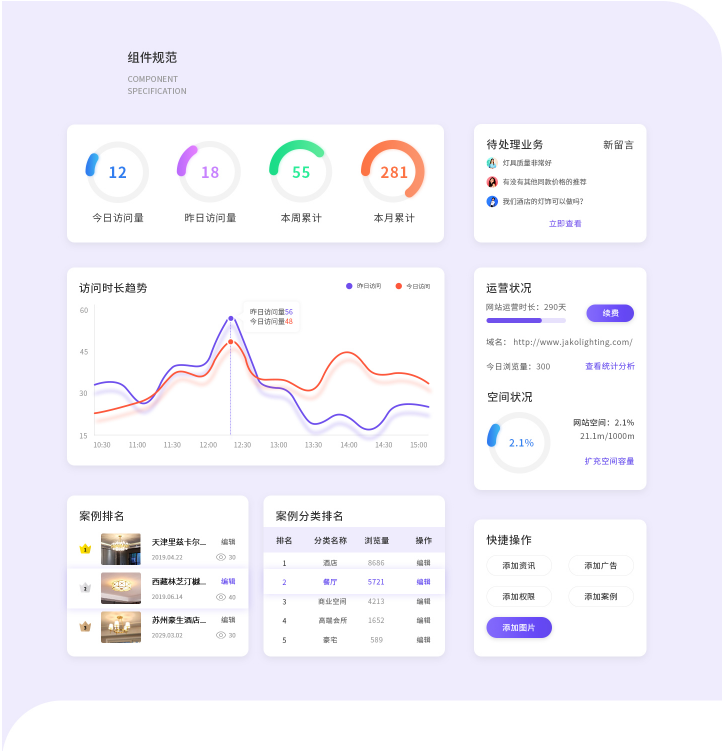 组件规范
COMPONENT
SPECIFICATION
12
18
55
281
今日访问量
昨日访问量
本周累计
本月累计
待处理业务
新留言
灯具质量非常好
有没有其他同款价格的推荐
我们酒店的灯饰可以做吗?
立即查看
访问时长趋势
昨日访问
今日访问
昨日访问量56
今日访问量48
60
45
30
15
10:30 11:00 11:30 12:00 12:30 13:00 13:30 14:00 14:30 15:00
运营状况
网站运营时长：290天
续费
域名： http://www.jakolighting.com/
今日浏览量：300
查看统计分析
空间状况
2.1%
网站空间：2.1%
21.1m/1000m
扩充空间容量
案例排名
1
天津里兹卡尔...
编辑
2019.04.22
30
2
西藏林芝汀樾...
编辑
2019.06.14
40
3
苏州豪生酒店...
编辑
2029.03.02
30
案例分类排名
排名 分类名称 浏览量 操作
1 酒店 8686 编辑
2 餐厅 5721 编辑
3 商业空间 4213 编辑
4 高端会所 1652 编辑
5 豪宅 589 编辑
快捷操作
添加资讯
添加广告
添加权限
添加案例
添加图片